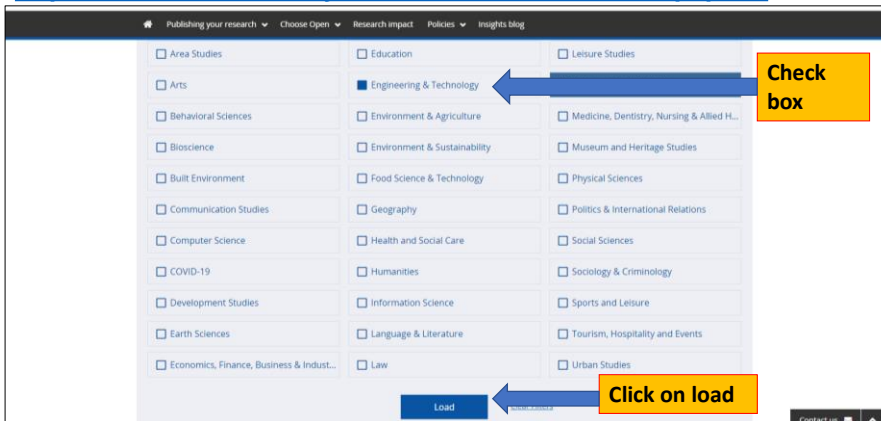 Publishing your research Choose Open Research impact Policies Insights blog
Area Studies Education Leisure Studies
Arts Engineering & Technology
Check
box
Behavioral Sciences Environment & Agriculture Medicine, Dentistry, Nursing & Allied H...
Bioscience Environment & Sustainability Museum and Heritage Studies
Built Environment Food Science & Technology Physical Sciences
Communication Studies Geography Politics & International Relations
Computer Science Health and Social Care Social Sciences
COVID-19 Humanities Sociology & Criminology
Development Studies Information Science Sports and Leisure
Earth Sciences Language & Literature Tourism, Hospitality and Events
Economics, Finance, Business & Indust... Law Urban Studies
Load
Click on load
Contact us